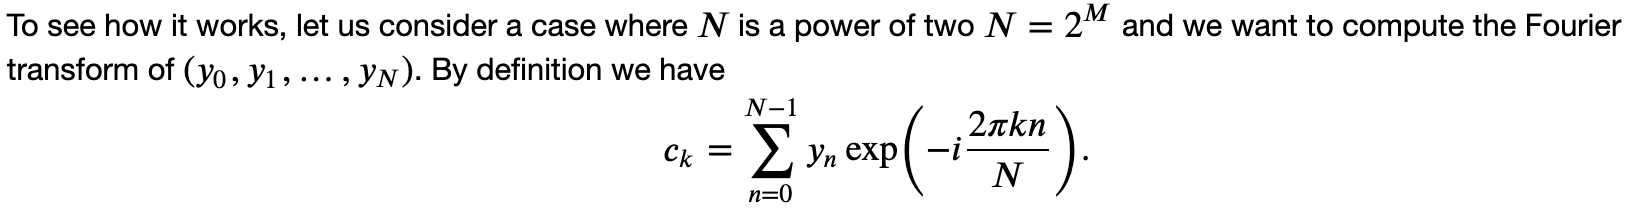 To see how it works, let us consider a case where N is a power of two N = 2^M and we want to compute the Fourier
transform of (y_0, y_1, … , y_N). By definition we have
c_k = \sum_{n=0}^{N-1} y_n \exp\left(-i\frac{2\pi kn}{N}\right).